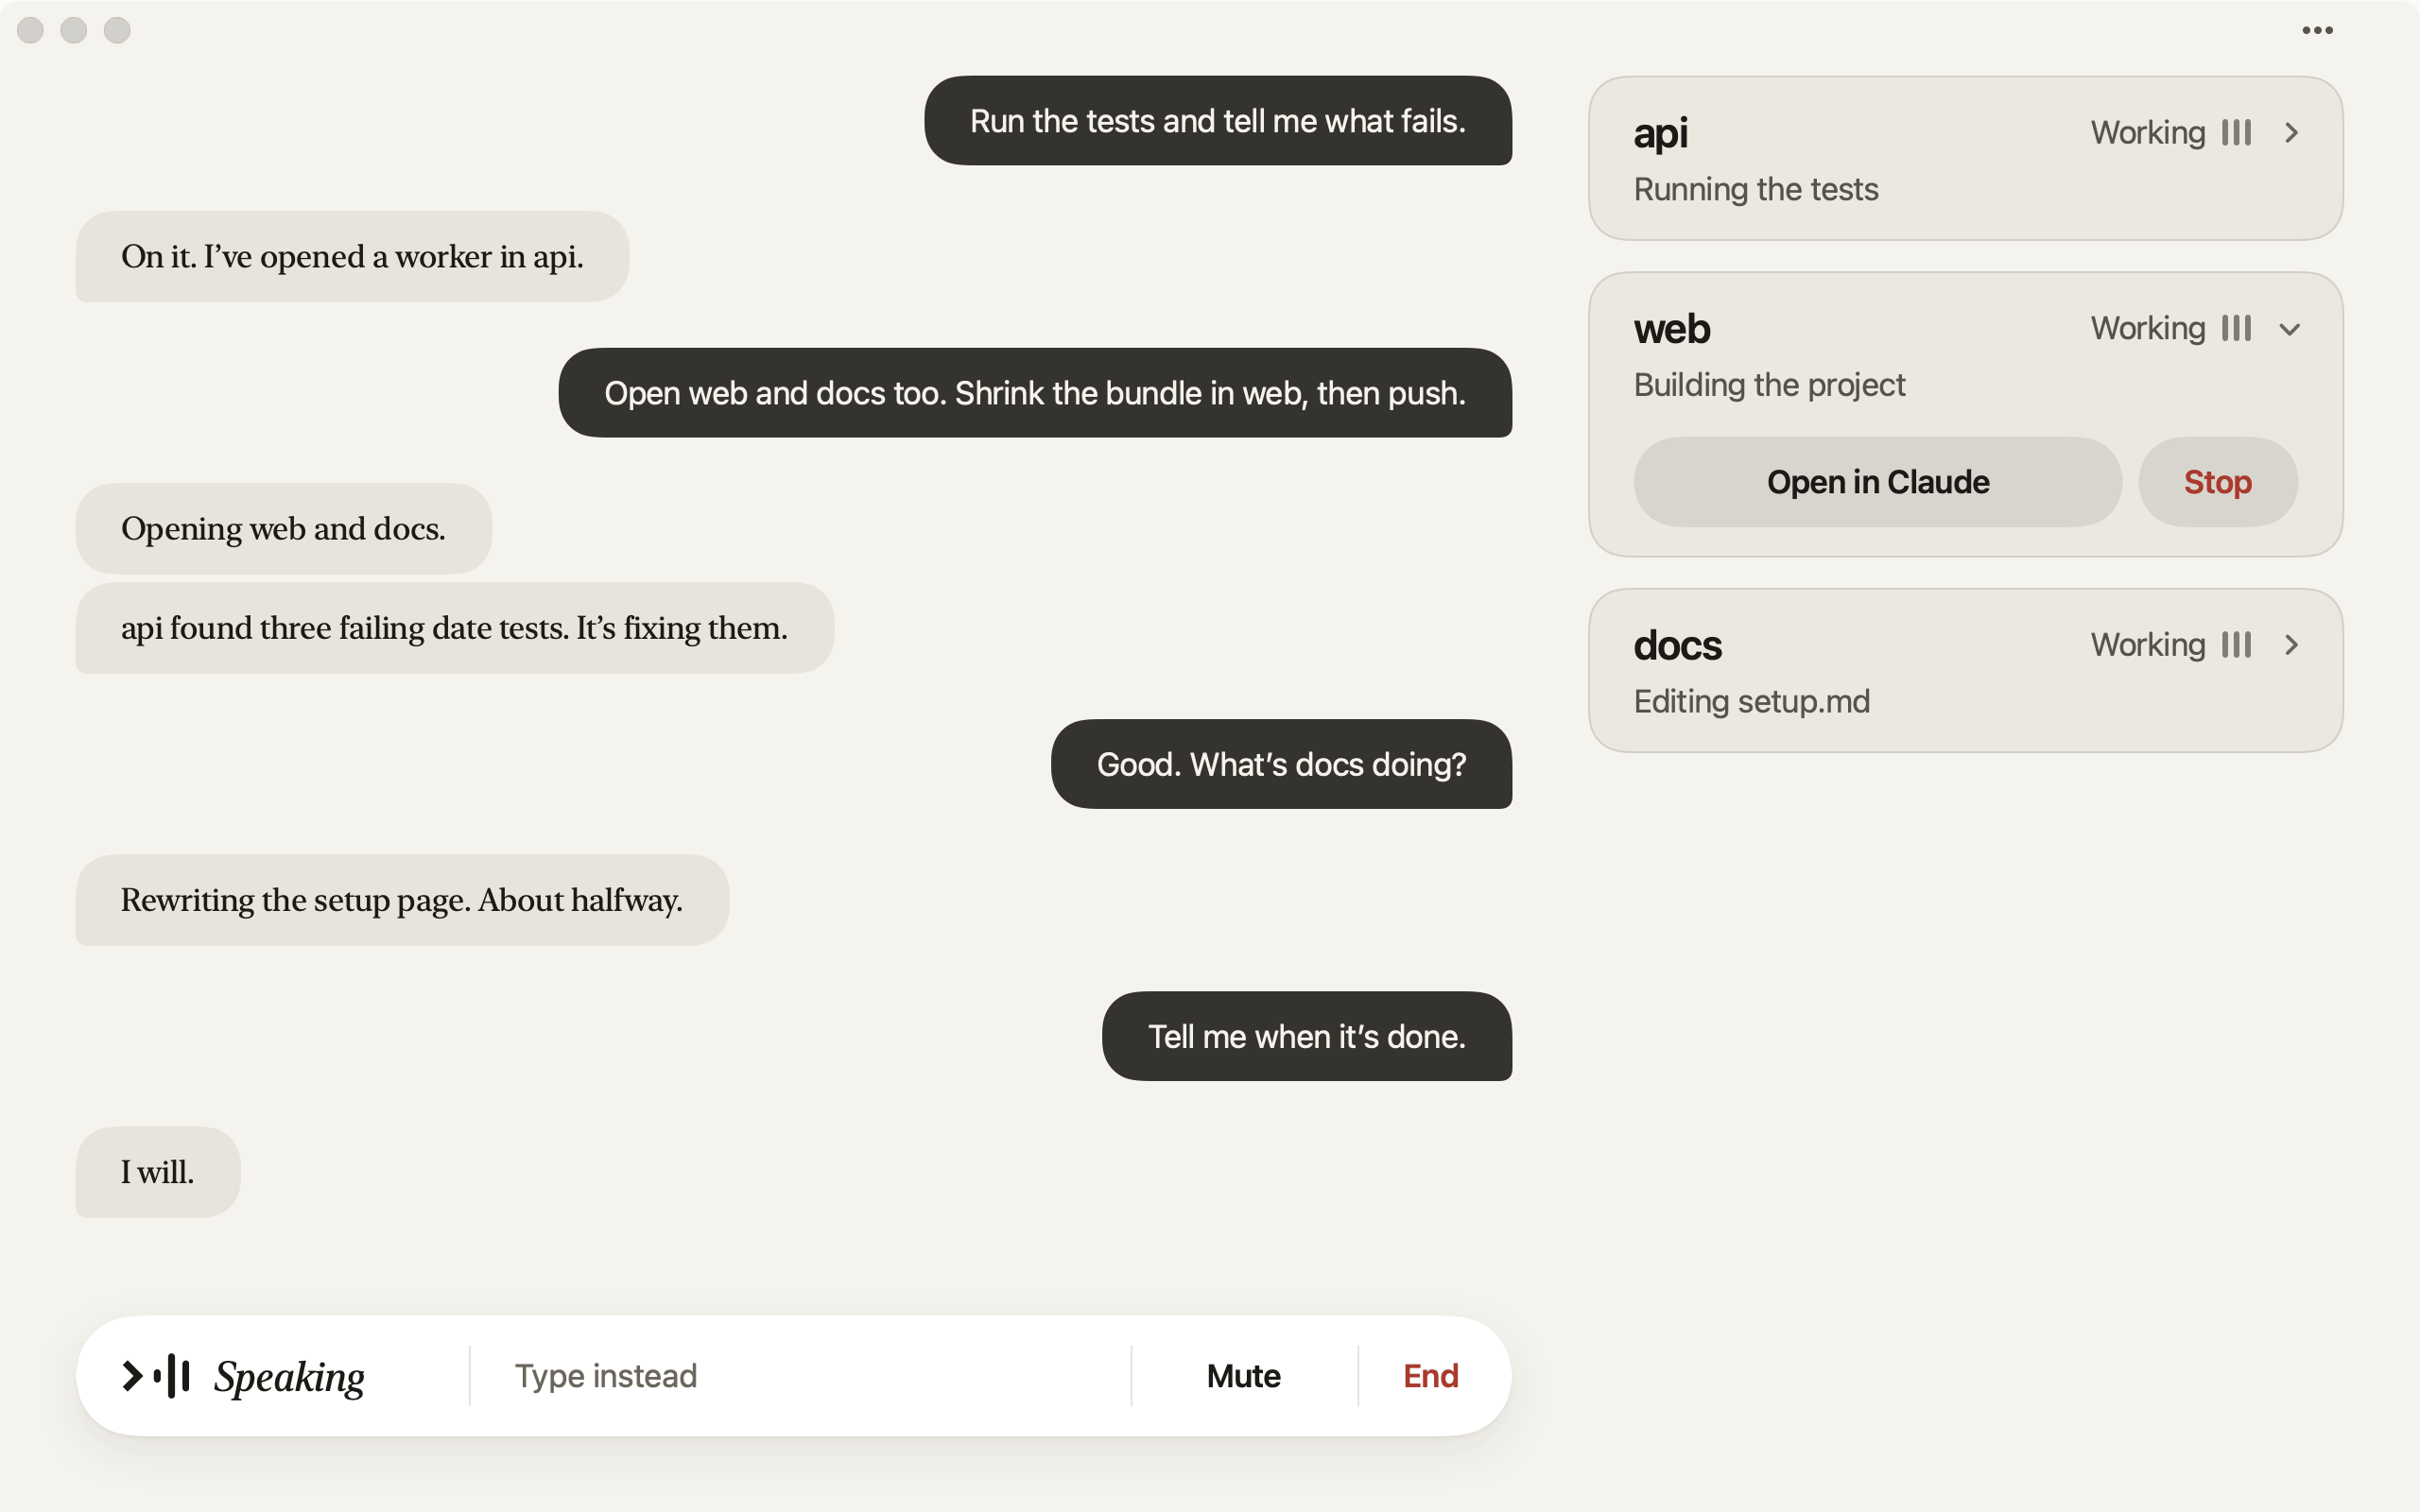 Run the tests and tell me what fails.
On it. I’ve opened a worker in api.
Open web and docs too. Shrink the bundle in web, then push.
Opening web and docs.
api found three failing date tests. It’s fixing them.
Good. What’s docs doing?
Rewriting the setup page. About halfway.
Tell me when it’s done.
I will.
Speaking
Type instead
Mute
End
api
Working
Running the tests
web
Working
Building the project
Open in Claude
Stop
docs
Working
Editing setup.md